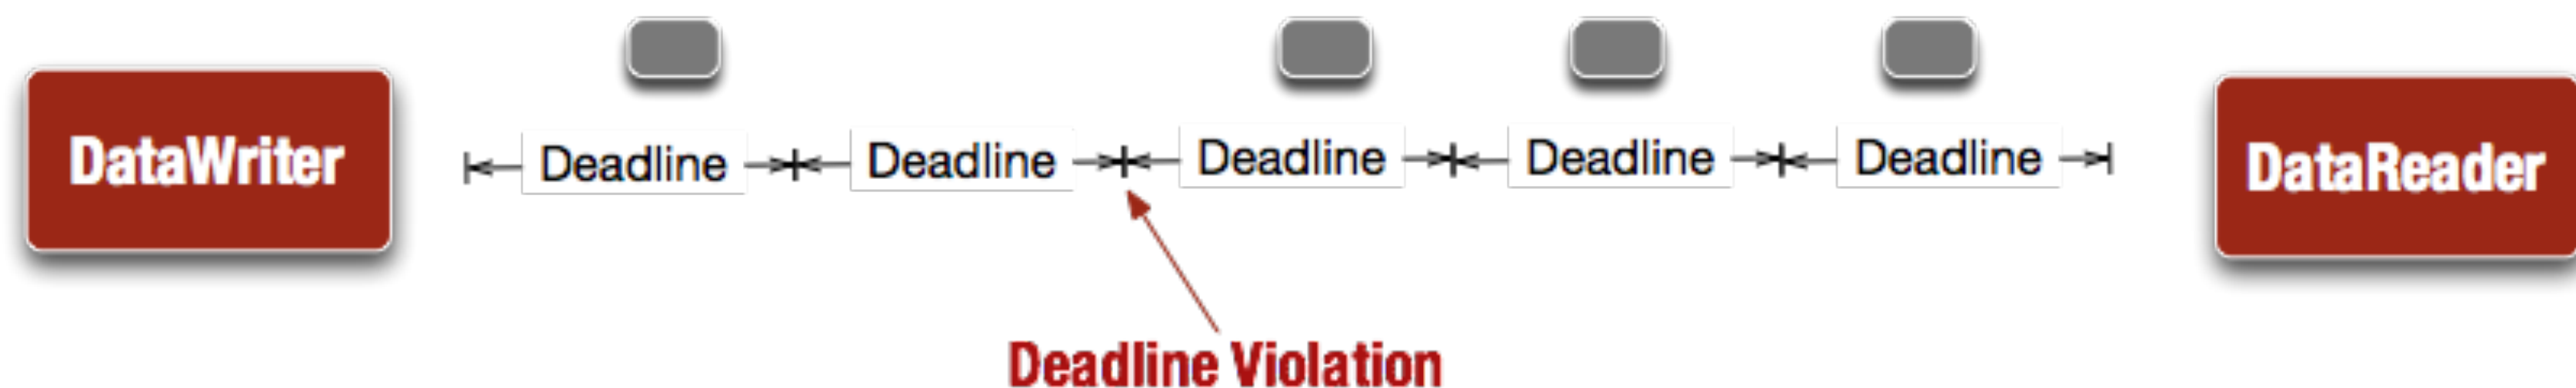 DataWriter
Deadline
Deadline
Deadline
Deadline
Deadline
DataReader
Deadline Violation